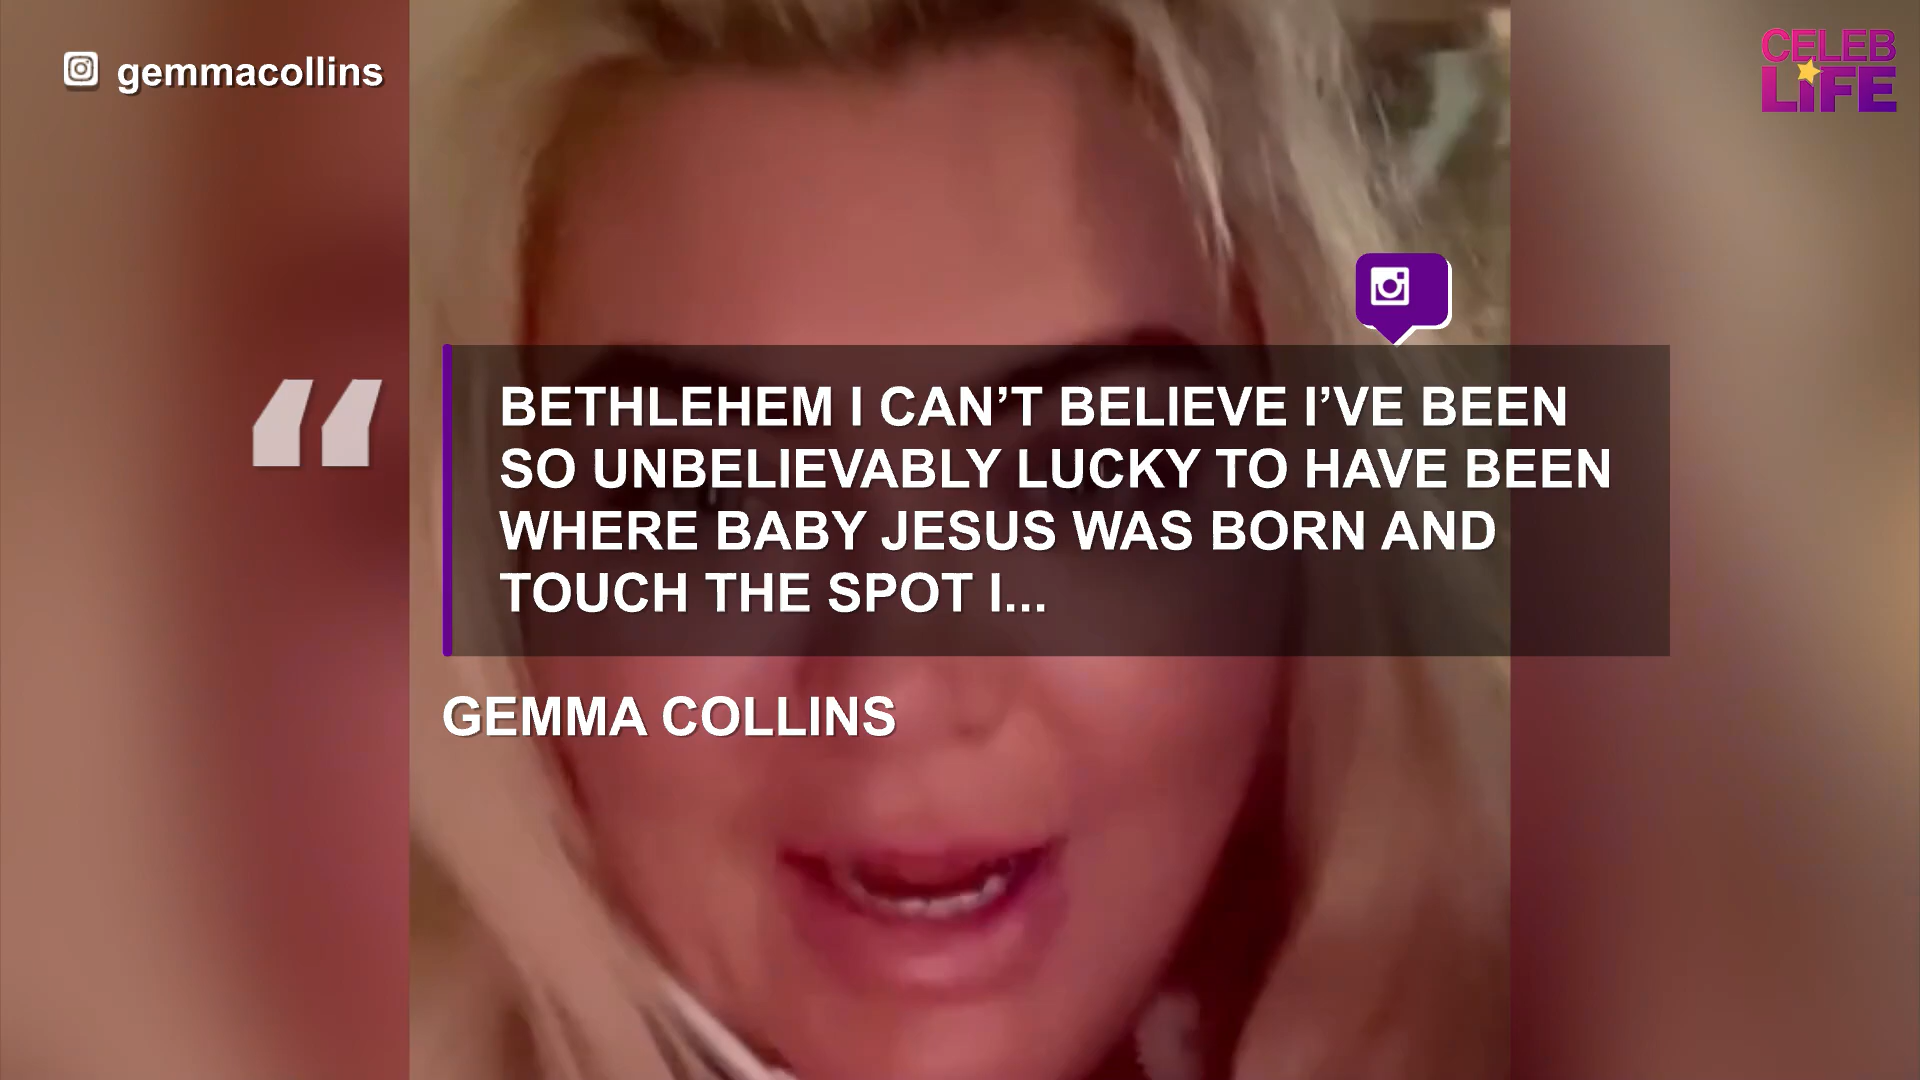 gemmacollins
CELEB
LIFE
BETHLEHEM I CAN’T BELIEVE I’VE BEEN
SO UNBELIEVABLY LUCKY TO HAVE BEEN
WHERE BABY JESUS WAS BORN AND
TOUCH THE SPOT I...
GEMMA COLLINS